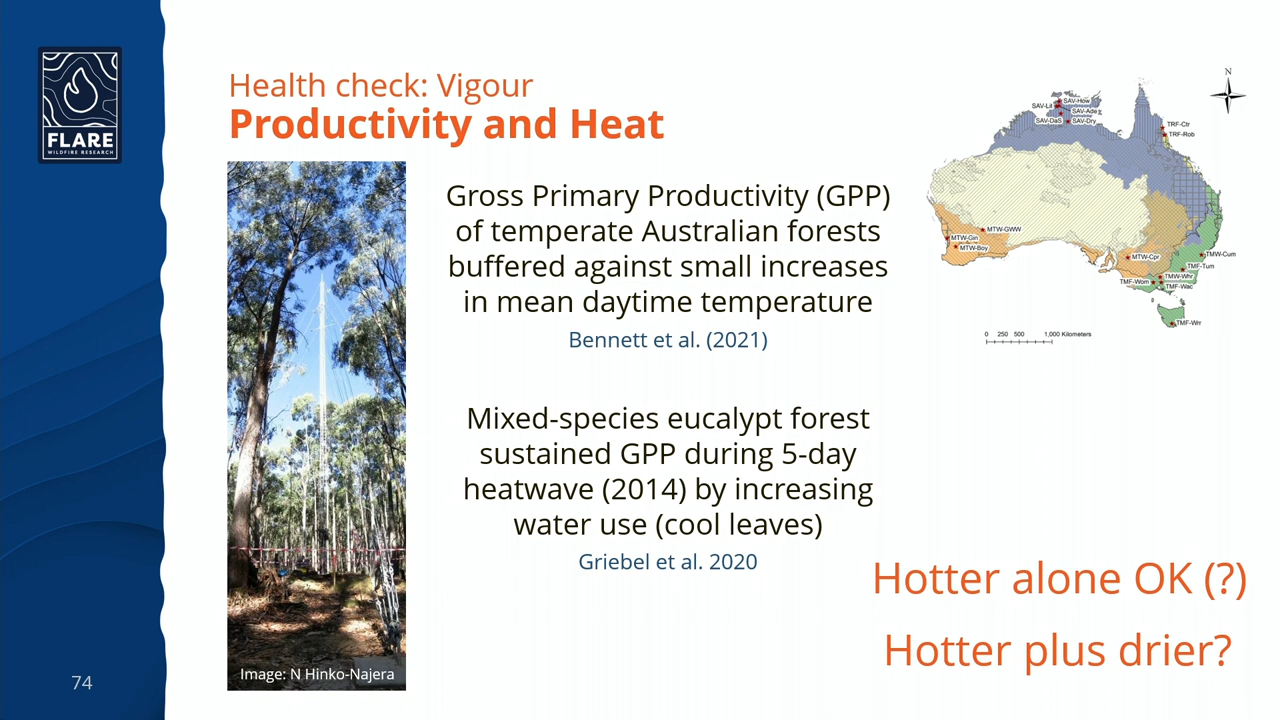 FLARE
WILDFIRE RESEARCH
Health check: Vigour
Productivity and Heat
Gross Primary Productivity (GPP)
of temperate Australian forests
buffered against small increases
in mean daytime temperature
Bennett et al. (2021)
Mixed-species eucalypt forest
sustained GPP during 5-day
heatwave (2014) by increasing
water use (cool leaves)
Griebel et al. 2020
Image: N Hinko-Najera
N
SAV-How
SAV-Lit
SAV-Ade
SAV-DaS
SAV-Dry
TRF-Ctr
TRF-Rob
MTW-GWW
MTW-Gin
MTW-Boy
MTW-Cpr
TMW-Cum
TMF-Tum
TMW-Whr
TMF-Wom
TMF-Wac
TMF-Wrr
0 250 500 1,000 Kilometers
Hotter alone OK (?)
Hotter plus drier?
74